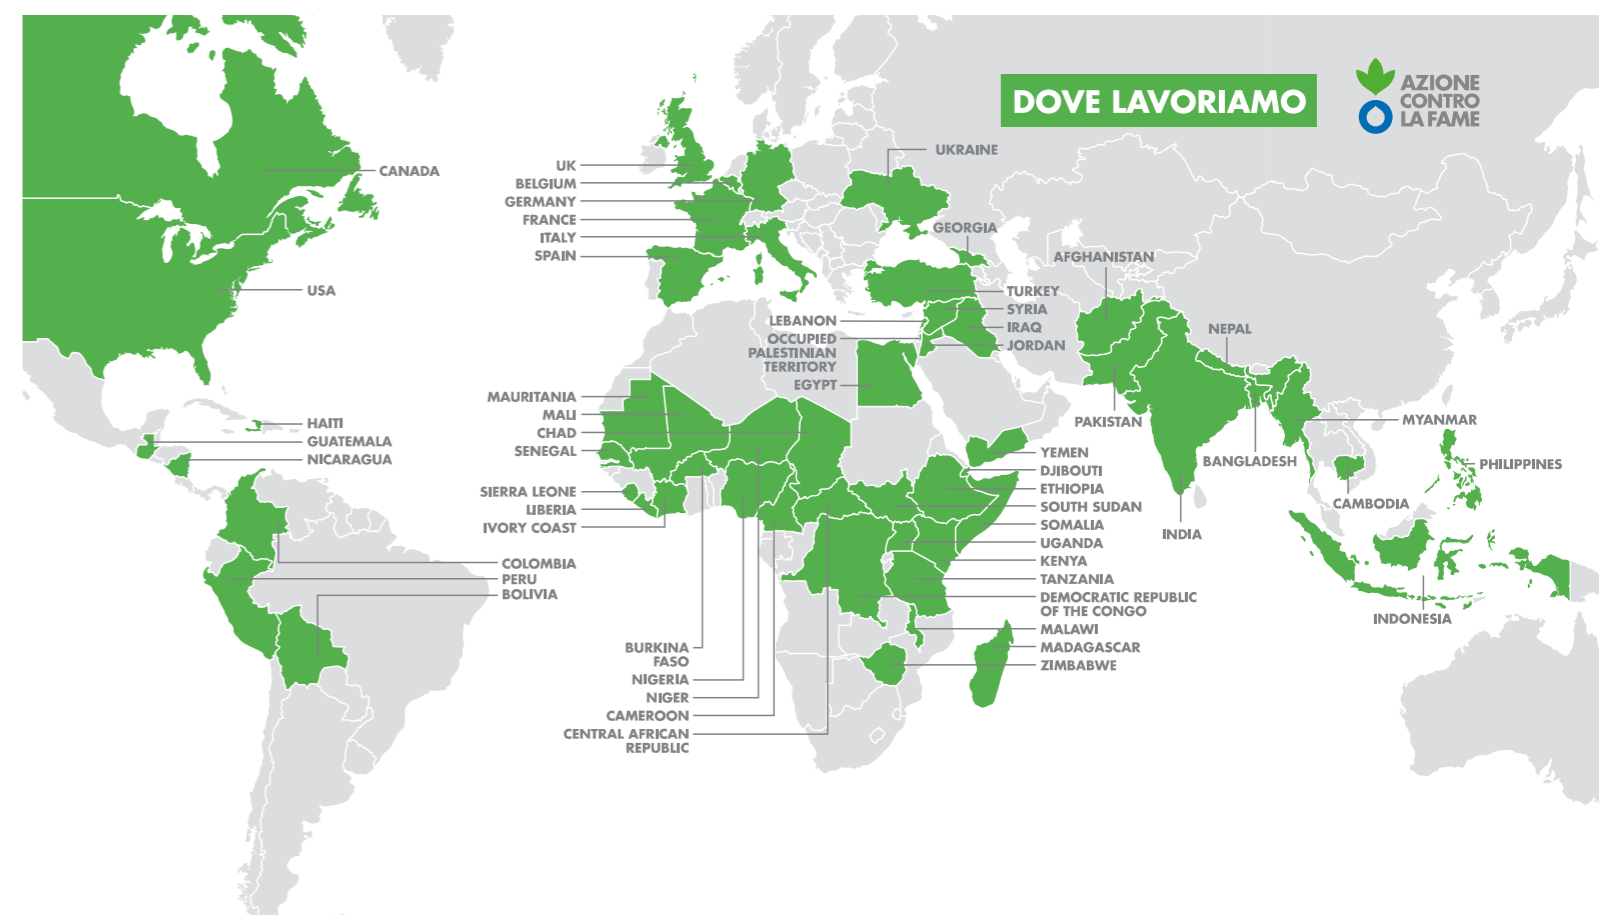 DOVE LAVORIAMO
AZIONE
CONTRO
LA FAME
CANADA
USA
HAITI
GUATEMALA
NICARAGUA
COLOMBIA
PERU
BOLIVIA
UK
BELGIUM
GERMANY
FRANCE
ITALY
SPAIN
UKRAINE
GEORGIA
AFGHANISTAN
TURKEY
SYRIA
IRAQ
JORDAN
LEBANON
OCCUPIED
PALESTINIAN
TERRITORY
EGYPT
NEPAL
PAKISTAN
BANGLADESH
INDIA
MYANMAR
CAMBODIA
PHILIPPINES
INDONESIA
MAURITANIA
MALI
CHAD
SENEGAL
SIERRA LEONE
LIBERIA
IVORY COAST
BURKINA
FASO
NIGERIA
NIGER
CAMEROON
CENTRAL AFRICAN
REPUBLIC
YEMEN
DJIBOUTI
ETHIOPIA
SOUTH SUDAN
SOMALIA
UGANDA
KENYA
TANZANIA
DEMOCRATIC REPUBLIC
OF THE CONGO
MALAWI
MADAGASCAR
ZIMBABWE